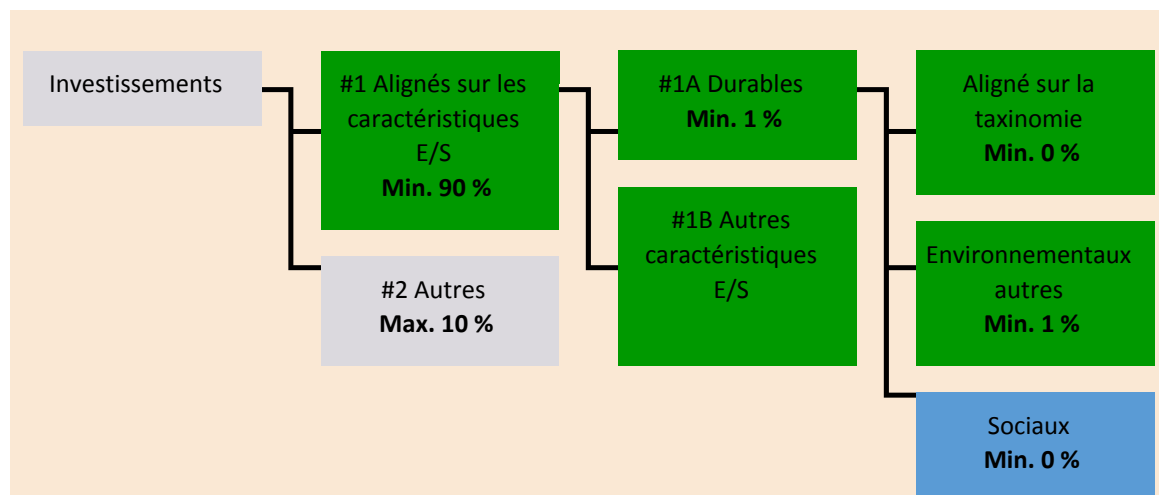 Investissements
#1 Alignés sur les
caractéristiques
E/S
Min. 90 %
#2 Autres
Max. 10 %
#1A Durables
Min. 1 %
#1B Autres
caractéristiques
E/S
Aligné sur la
taxinomie
Min. 0 %
Environnementaux
autres
Min. 1 %
Sociaux
Min. 0 %